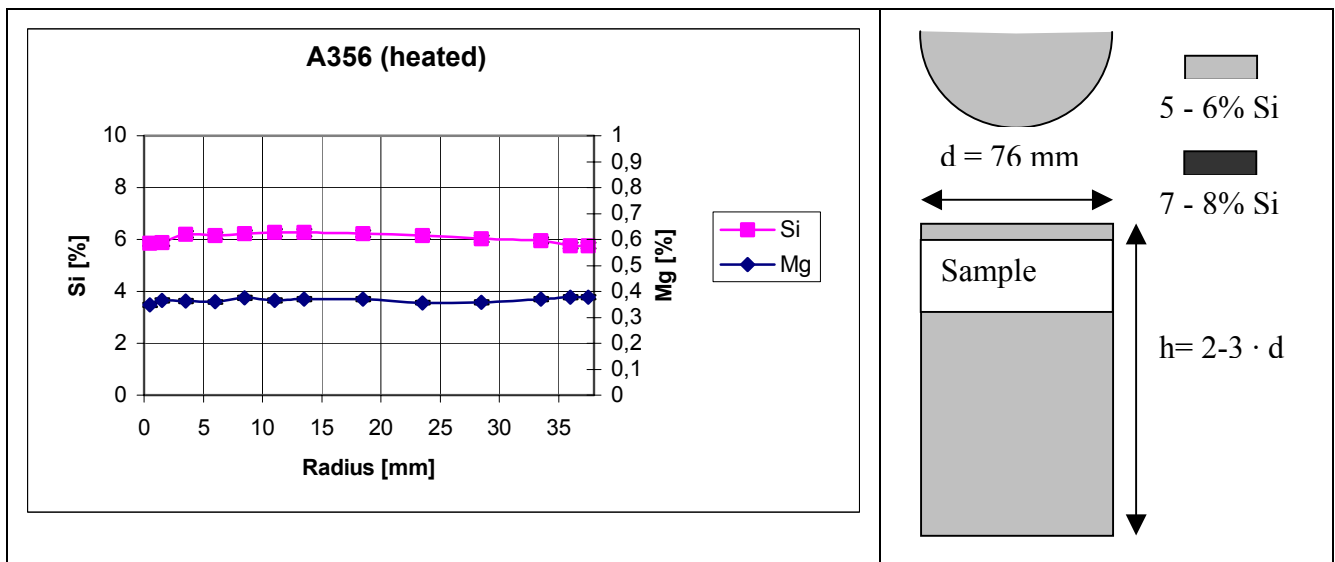 A356 (heated)
Si [%]
10
8
6
4
2
0
1
0,9
0,8
0,7
0,6
0,5
0,4
0,3
0,2
0,1
0
Mg [%]
0 5 10 15 20 25 30 35
Radius [mm]
Si
Mg
5 - 6% Si
d = 76 mm
7 - 8% Si
Sample
h= 2-3 · d